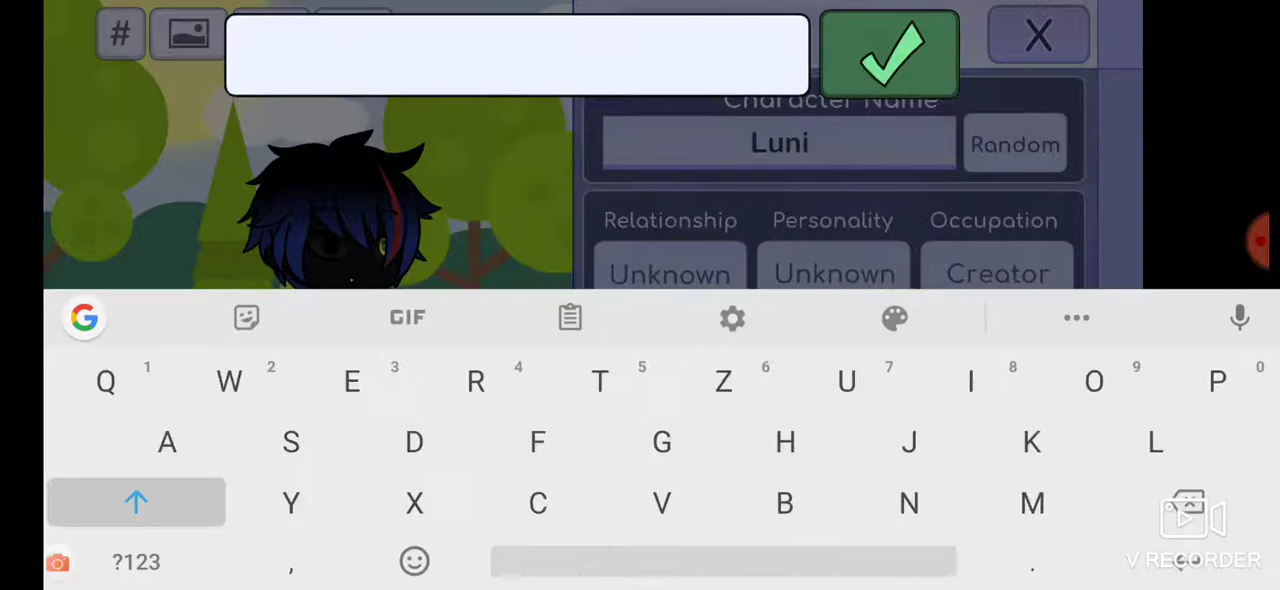 #
X
Character Name
Luni
Random
Relationship Personality Occupation
Unknown Unknown Creator
G GIF
1 2 3 4 5 6 7 8 9 0
Q W E R T Z U I O P
A S D F G H J K L
Y X C V B N M
?123 , .
V RECORDER